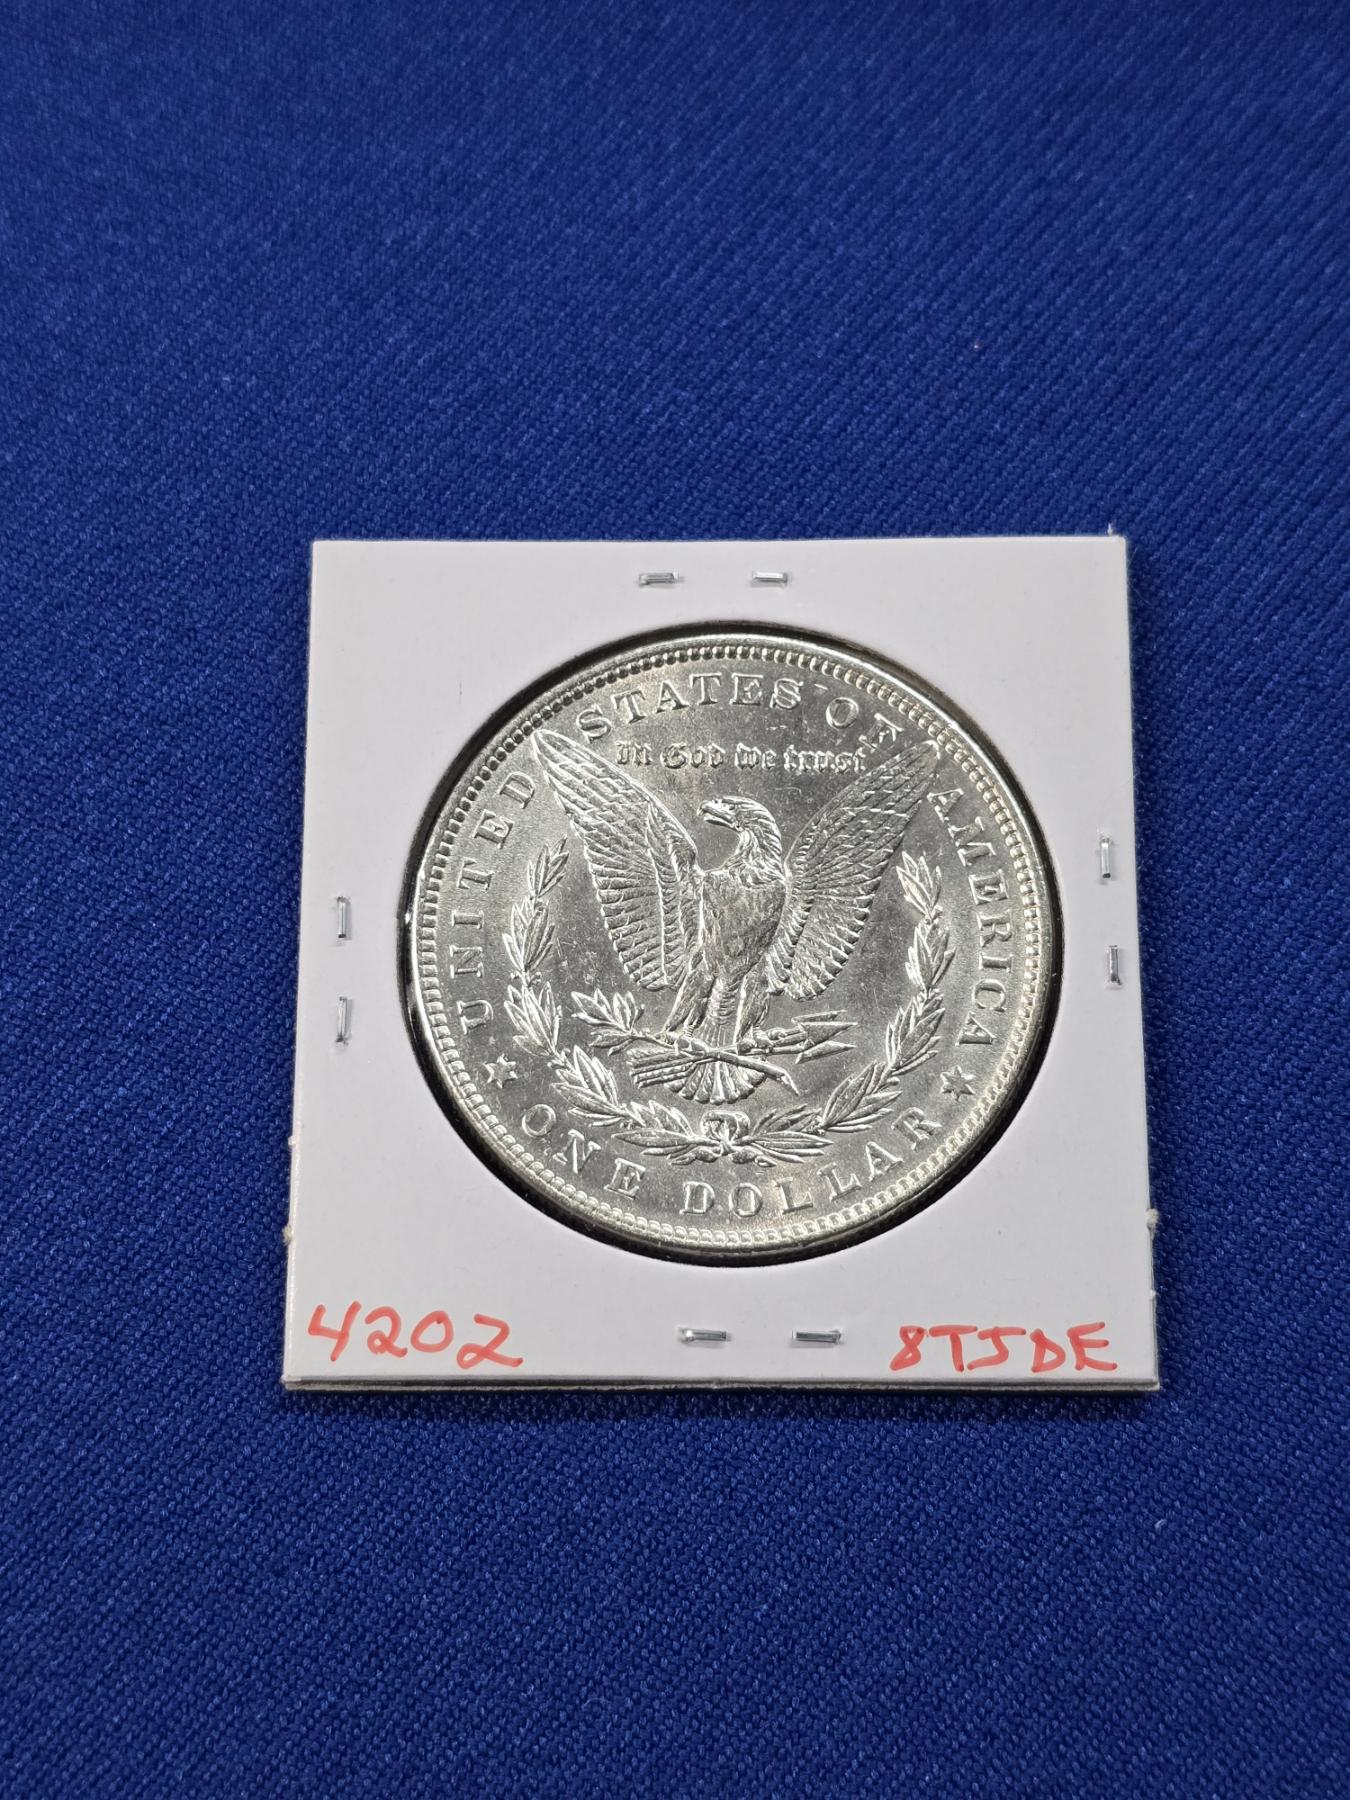 UNITED STATES OF AMERICA
In God we trust
ONE DOLLAR
4202
8TJDE